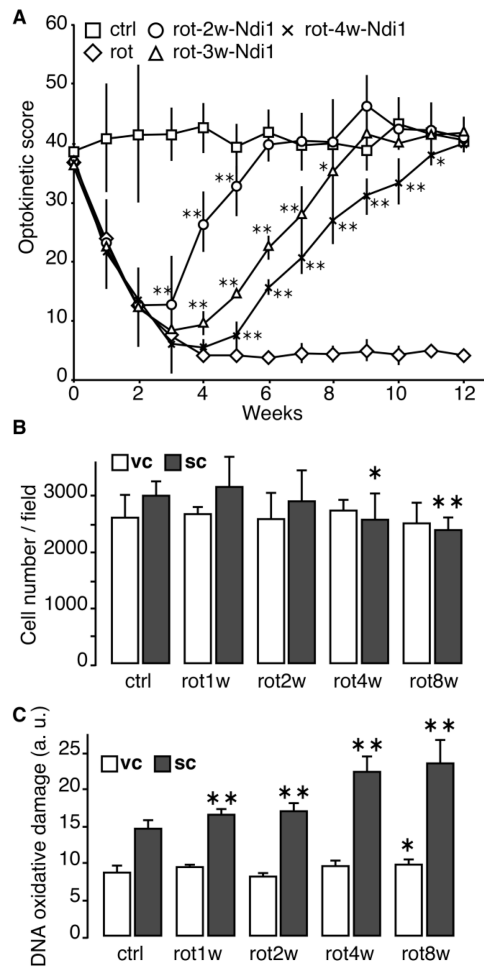 A
ctrl rot-2w-Ndi1 rot-4w-Ndi1
rot rot-3w-Ndi1
Optokinetic score
60
50
40
30
20
10
0
** ** ** ** ** ** ** * ** ** ** ** ** ** ** *
0 2 4 6 8 10 12
Weeks
B
vc sc
Cell number / field
3000
2000
1000
0
* **
ctrl rot1w rot2w rot4w rot8w
C
vc sc
DNA oxidative damage (a. u.)
25
20
15
10
5
0
** ** ** * **
ctrl rot1w rot2w rot4w rot8w